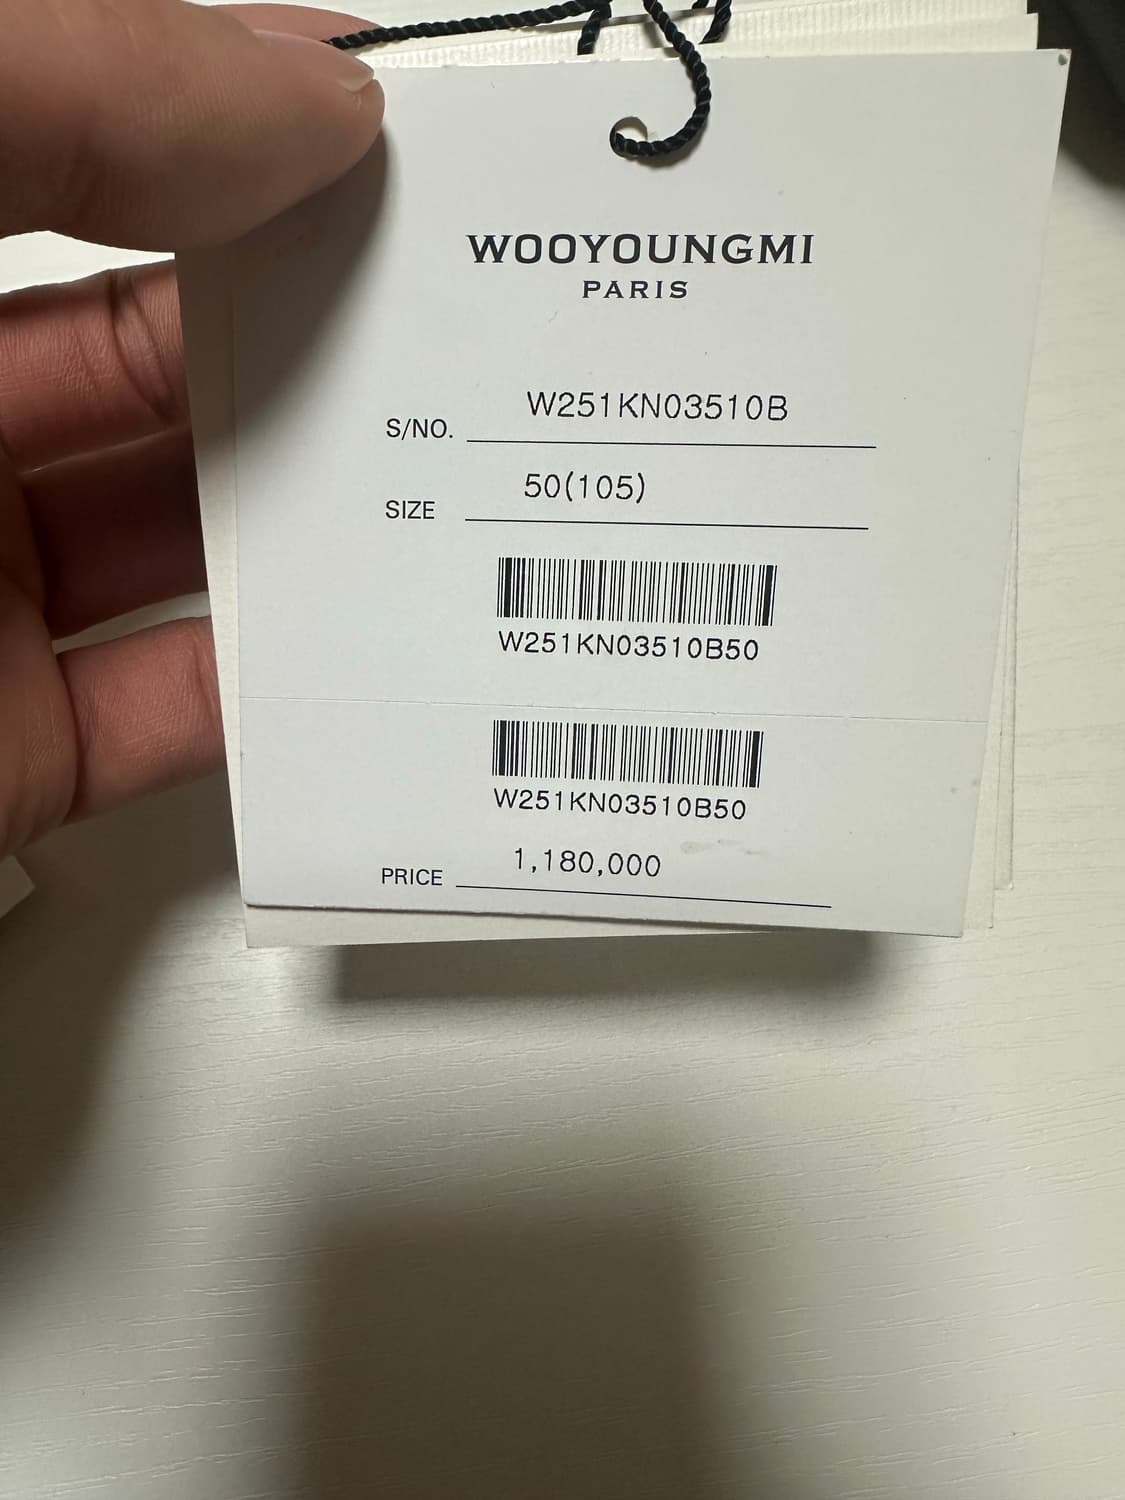 WOOYOUNGMI
PARIS
S/NO. W251KN03510B
SIZE 50(105)
W251KN03510B50
W251KN03510B50
PRICE 1,180,000